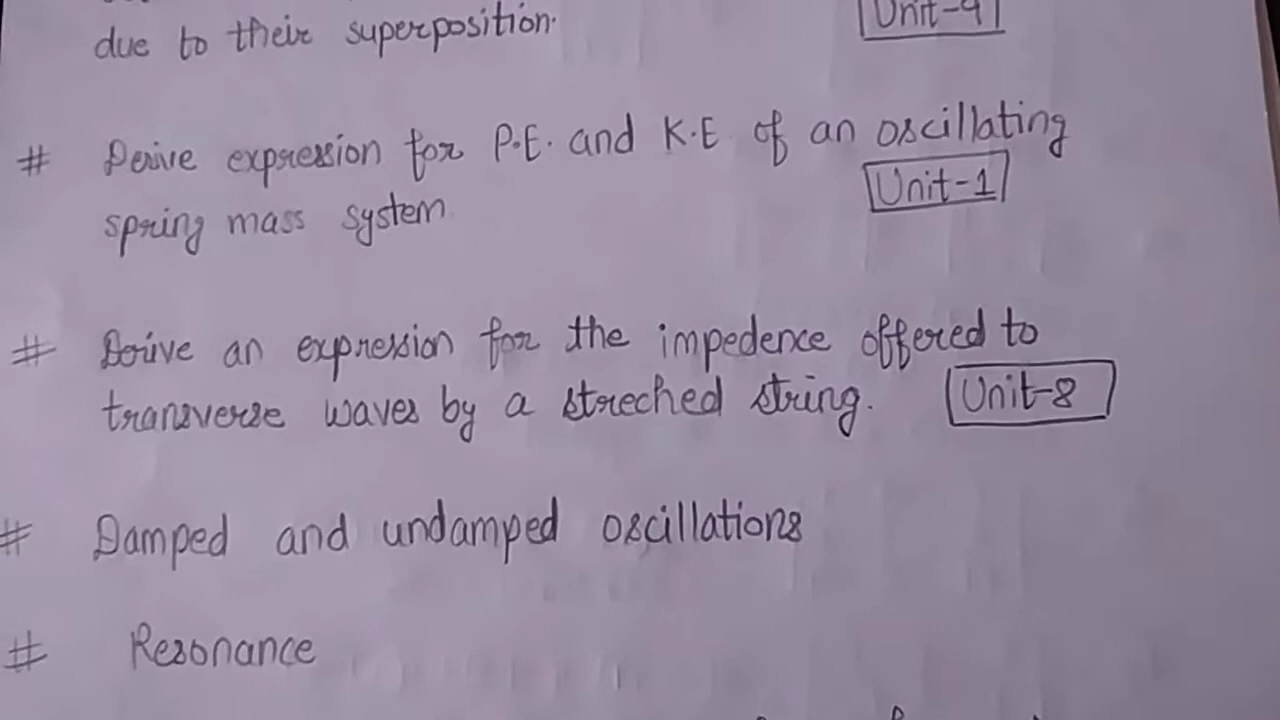 due to their superposition.
Unit-9
# Derive expression for P.E. and K.E of an oscillating
spring mass system
Unit-1
# Derive an expression for the impedence offered to
transverse waves by a streched string.
Unit-8
# Damped and undamped oscillations
# Resonance